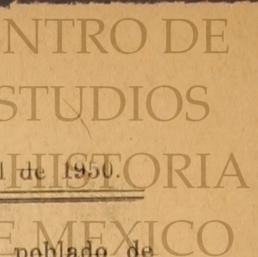 NTRO DE
STUDIOS
l de 1950.
HISTORIA
E MEXICO
poblado de